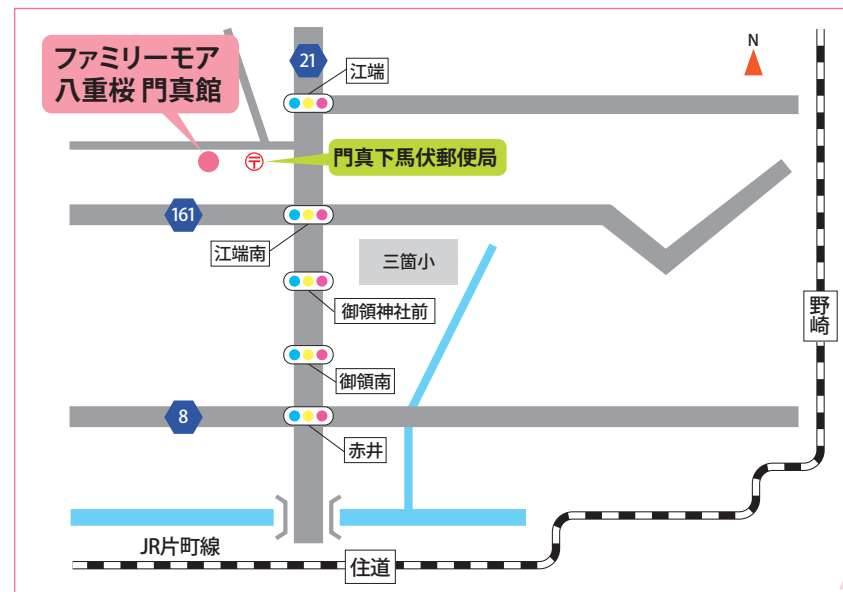 ファミリーモア
八重桜 門真館
21
江端
N
〒
門真下馬伏郵便局
161
江端南
三箇小
御領神社前
野崎
御領南
8
赤井
JR片町線
住道